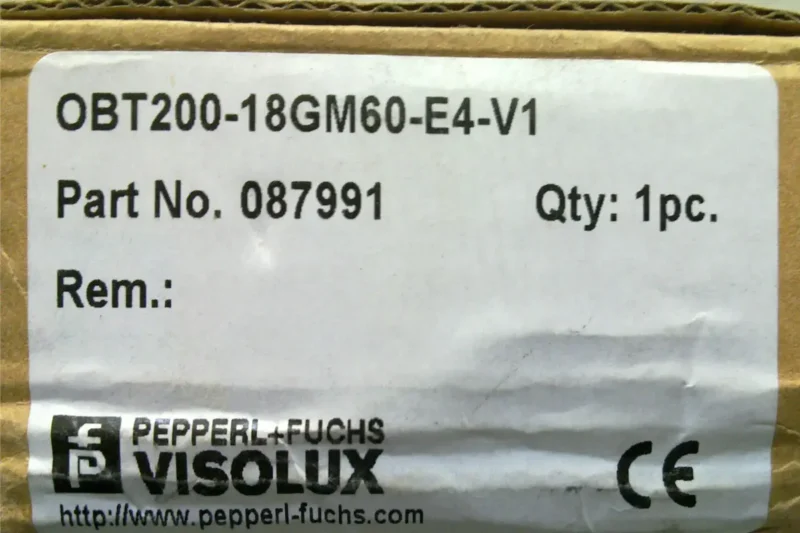 OBT200-18GM60-E4-V1
Part No. 087991 Qty: 1pc.
Rem.:
PEPPERL+FUCHS
VISOLUX
CE
http://www.pepperl-fuchs.com